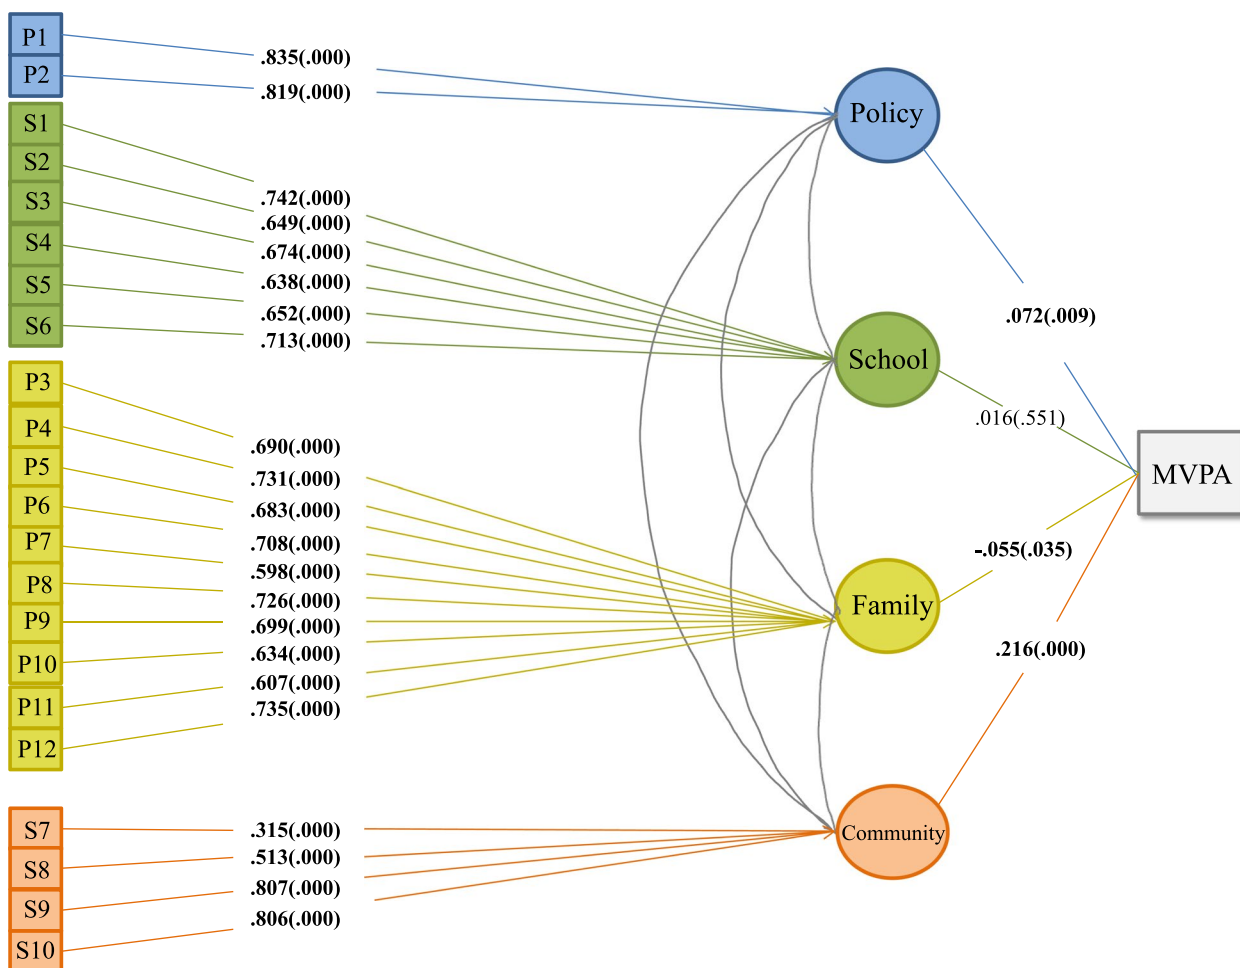 P1
P2
S1
S2
S3
S4
S5
S6
P3
P4
P5
P6
P7
P8
P9
P10
P11
P12
S7
S8
S9
S10
.835(.000)
.819(.000)
.742(.000)
.649(.000)
.674(.000)
.638(.000)
.652(.000)
.713(.000)
.690(.000)
.731(.000)
.683(.000)
.708(.000)
.598(.000)
.726(.000)
.699(.000)
.634(.000)
.607(.000)
.735(.000)
.315(.000)
.513(.000)
.807(.000)
.806(.000)
Policy
School
Family
Community
.072(.009)
.016(.551)
-.055(.035)
.216(.000)
MVPA